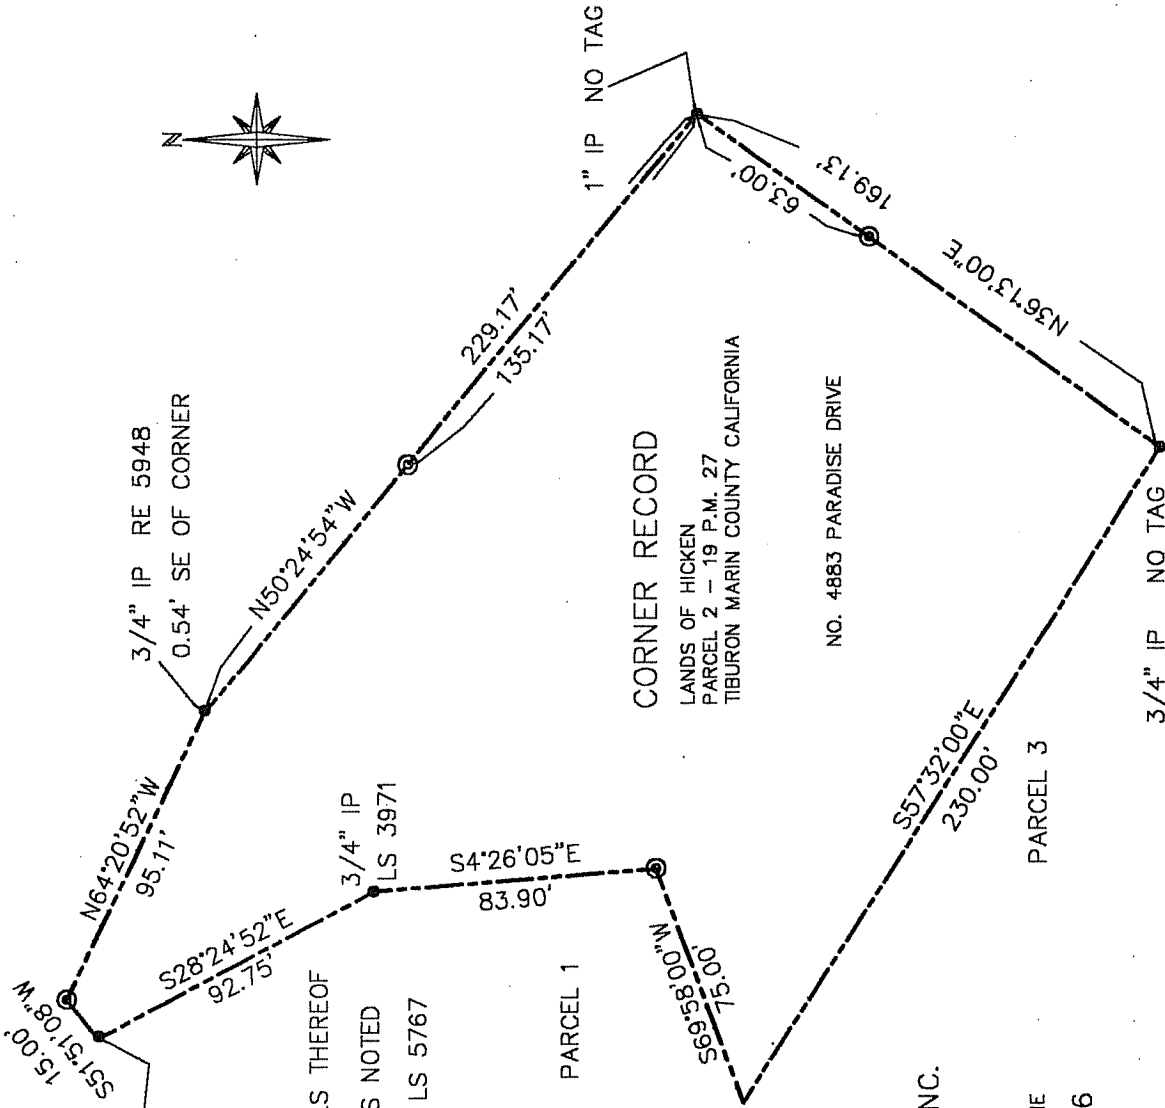 N
1" IP NO TAG
3/4" IP RE 5948
0.54' SE OF CORNER
229.17'
135.17'
63.00'
169.13'
N36°13'00"E
N50°24'54"W
N64°20'52"W
95.11'
15.00'
S51°51'08"W
S28°24'52"E
92.75'
3/4" IP
LS 3971
S4°26'05"E
83.90'
CORNER RECORD
LANDS OF HICKEN
PARCEL 2 - 19 P.M. 27
TIBURON MARIN COUNTY CALIFORNIA
NO. 4883 PARADISE DRIVE
LS THEREOF
S NOTED
LS 5767
PARCEL 1
S69°58'00"W
75.00'
S57°32'00"E
230.00'
PARCEL 3
3/4" IP NO TAG
NC.
NE
6